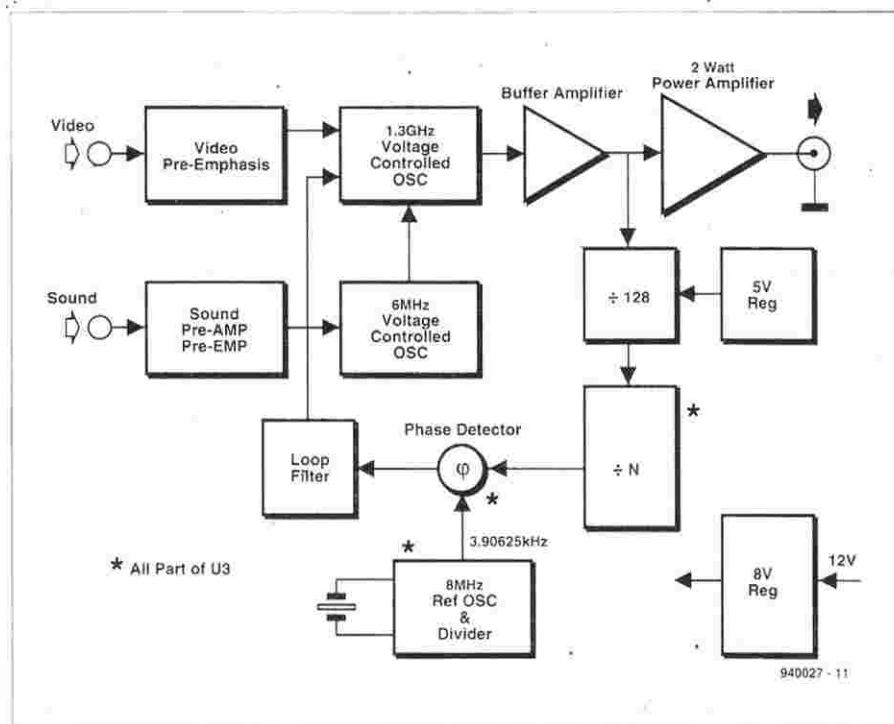 2 Watt
Power Amplifier
Buffer Amplifier
Video
Video
Pre-Emphasis
1.3GHz
Voltage
Controlled
OSC
Sound
Sound
Pre-AMP
Pre-EMP
6MHz
Voltage
Controlled
OSC
÷ 128
5V
Reg
Phase Detector
*
Loop
Filter
φ
*
÷ N
3.90625kHz
* All Part of U3
*
8MHz
Ref OSC
&
Divider
8V
Reg
12V
940027 - 11